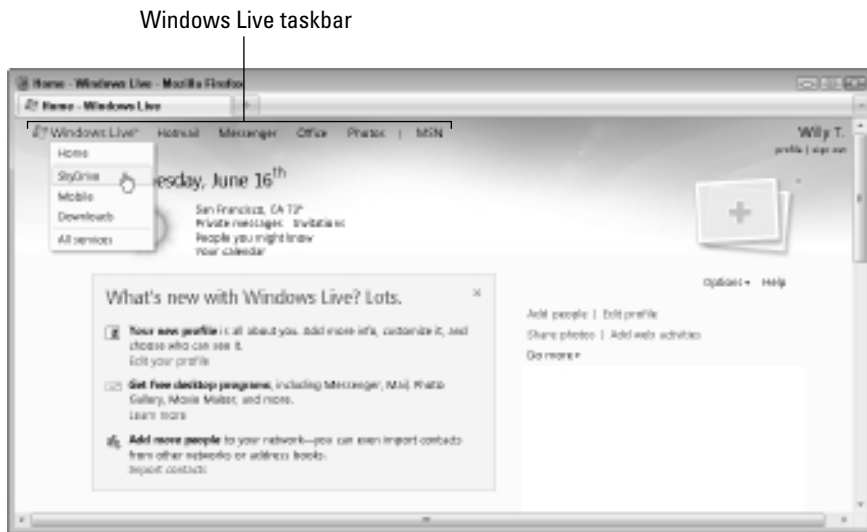 Windows Live taskbar
Home - Windows Live - Mozilla Firefox
Home - Windows Live
Windows Live Hotmail Messenger Office Photos | MSN
Willy T.
profile | sign out
Home
SkyDrive
Mobile
Downloads
All services
esday, June 16th
San Francisco, CA 72°
Private messages Invitations
People you might know
Your calendar
Options Help
What's new with Windows Live? Lots.
Your new profile is all about you. Add more info, customize it, and
choose who can see it.
Edit your profile
Get free desktop programs, including Messenger, Mail, Photo
Gallery, Movie Maker, and more.
Learn more
Add more people to your network—you can even import contacts
from other networks or address books.
Import contacts
Add people | Edit profile
Share photos | Add web activities
Go more